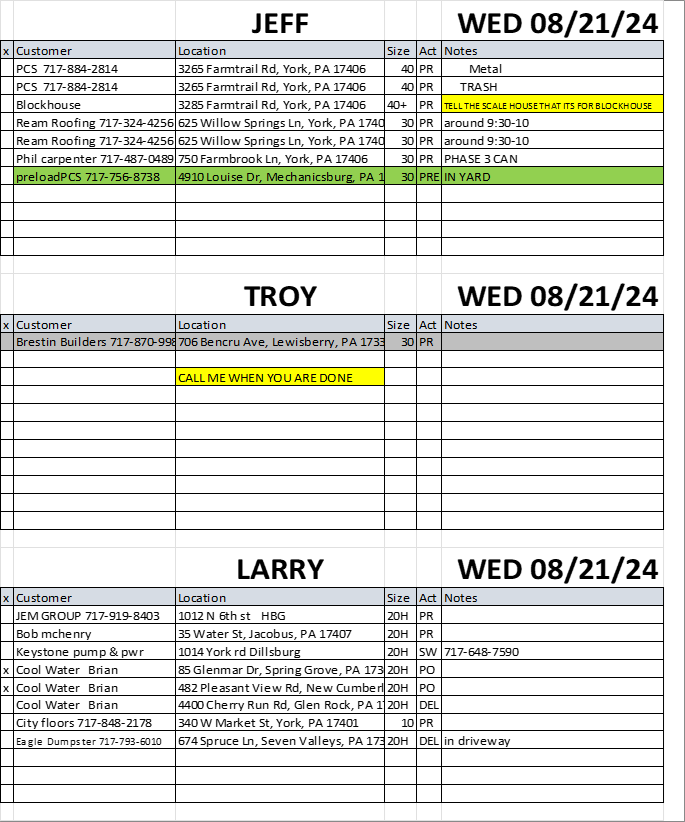 JEFF WED 08/21/24
x Customer Location Size Act Notes
PCS 717-884-2814 3265 Farmtrail Rd, York, PA 17406 40 PR Metal
PCS 717-884-2814 3265 Farmtrail Rd, York, PA 17406 40 PR TRASH
Blockhouse 3285 Farmtrail Rd, York, PA 17406 40+ PR TELL THE SCALE HOUSE THAT ITS FOR BLOCKHOUSE
Ream Roofing 717-324-4256 625 Willow Springs Ln, York, PA 1740 30 PR around 9:30-10
Ream Roofing 717-324-4256 625 Willow Springs Ln, York, PA 1740 30 PR around 9:30-10
Phil carpenter 717-487-0489 750 Farmbrook Ln, York, PA 17406 30 PR PHASE 3 CAN
preloadPCS 717-756-8738 4910 Louise Dr, Mechanicsburg, PA 1 30 PRE IN YARD
TROY WED 08/21/24
x Customer Location Size Act Notes
Brestin Builders 717-870-998 706 Bencru Ave, Lewisberry, PA 1733 30 PR
CALL ME WHEN YOU ARE DONE
LARRY WED 08/21/24
x Customer Location Size Act Notes
JEM GROUP 717-919-8403 1012 N 6th st HBG 20H PR
Bob mchenry 35 Water St, Jacobus, PA 17407 20H PR
Keystone pump & pwr 1014 York rd Dillsburg 20H SW 717-648-7590
x Cool Water Brian 85 Glenmar Dr, Spring Grove, PA 173 20H PO
x Cool Water Brian 482 Pleasant View Rd, New Cumberl 20H PO
Cool Water Brian 4400 Cherry Run Rd, Glen Rock, PA 1 20H DEL
City floors 717-848-2178 340 W Market St, York, PA 17401 10 PR
Eagle Dumpster 717-793-6010 674 Spruce Ln, Seven Valleys, PA 173 20H DEL in driveway